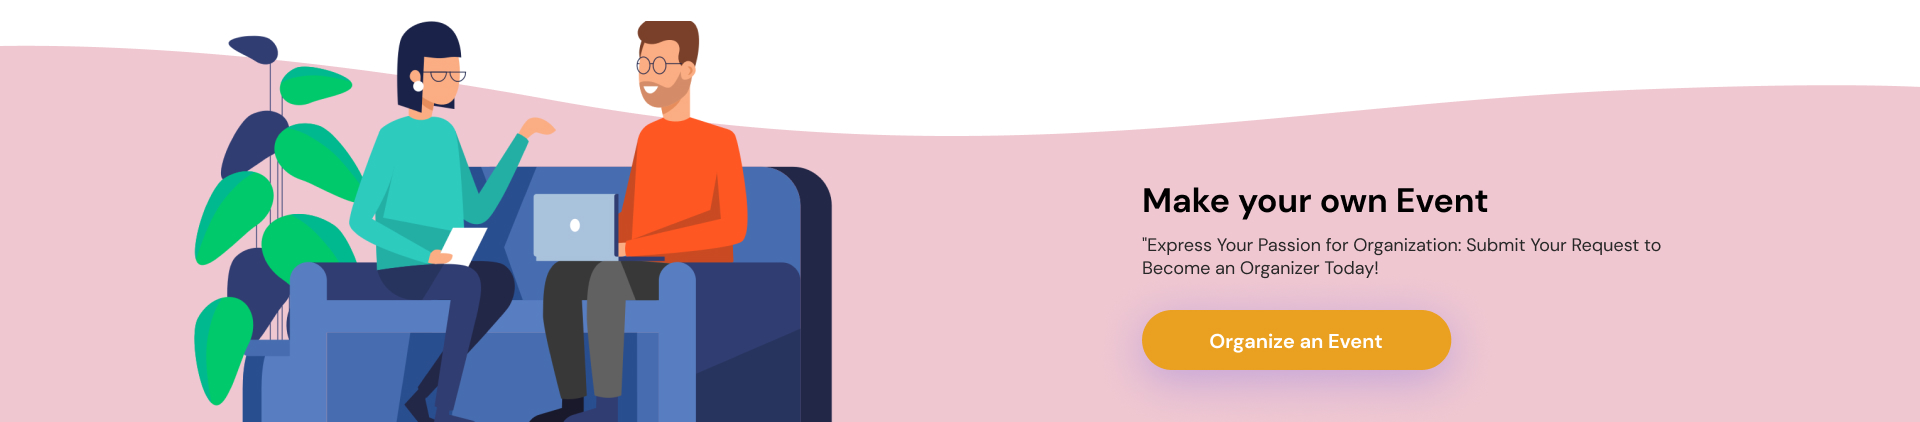 Make your own Event
"Express Your Passion for Organization: Submit Your Request to
Become an Organizer Today!
Organize an Event